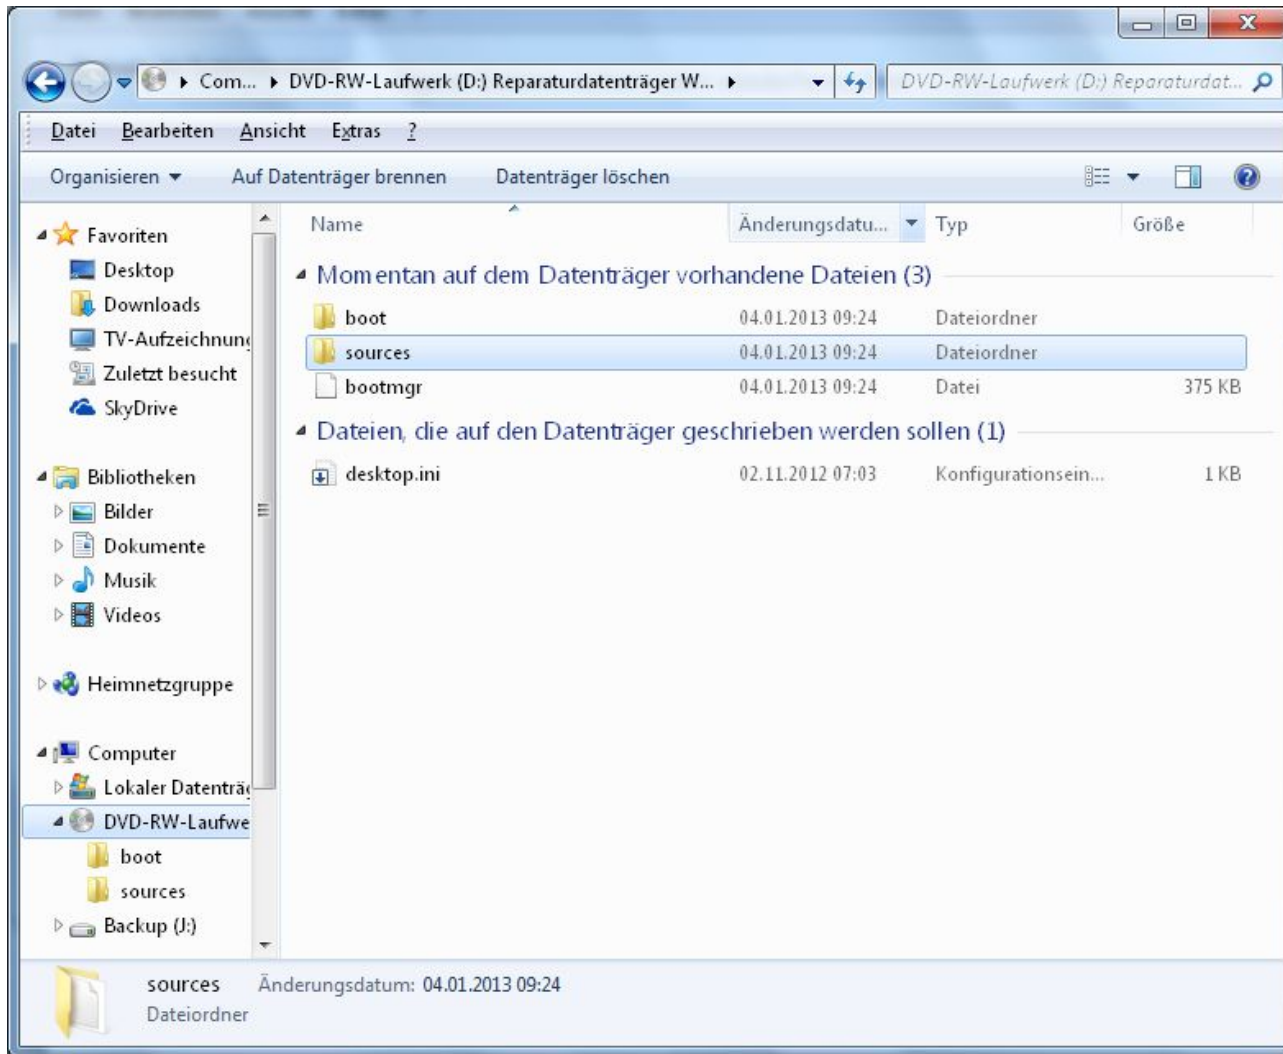 Com... DVD-RW-Laufwerk (D:) Reparaturdatenträger W... DVD-RW-Laufwerk (D:) Reparaturdat...
Datei Bearbeiten Ansicht Extras ?
Organisieren Auf Datenträger brennen Datenträger löschen
Favoriten
Desktop
Downloads
TV-Aufzeichnung
Zuletzt besucht
SkyDrive
Bibliotheken
Bilder
Dokumente
Musik
Videos
Heimnetzgruppe
Computer
Lokaler Datenträg
DVD-RW-Laufwe
boot
sources
Backup (J:)
Name Änderungsdatu... Typ Größe
Momentan auf dem Datenträger vorhandene Dateien (3)
boot 04.01.2013 09:24 Dateiordner
sources 04.01.2013 09:24 Dateiordner
bootmgr 04.01.2013 09:24 Datei 375 KB
Dateien, die auf den Datenträger geschrieben werden sollen (1)
desktop.ini 02.11.2012 07:03 Konfigurationsein... 1 KB
sources Änderungsdatum: 04.01.2013 09:24
Dateiordner